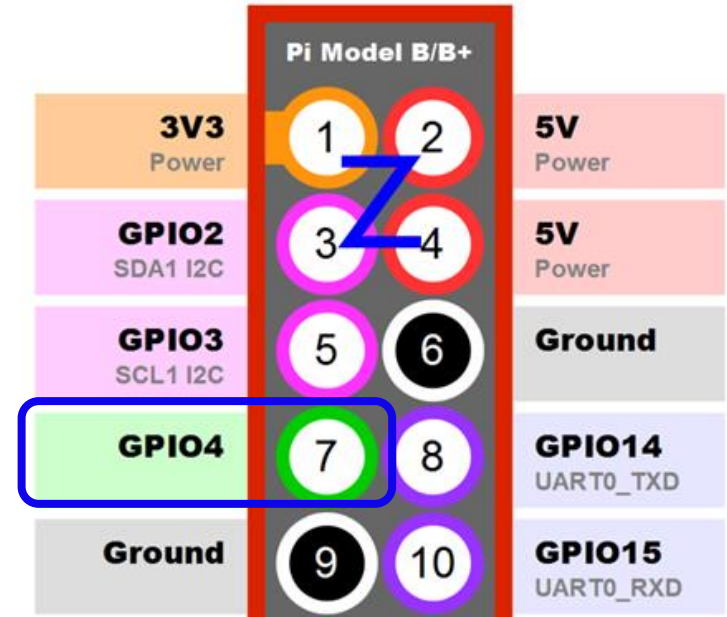 Pi Model B/B+
3V3 1 2 5V
Power Power
GPIO2 3 4 5V
SDA1 I2C Power
GPIO3 5 6 Ground
SCL1 I2C
GPIO4 7 8 GPIO14
UART0_TXD
Ground 9 10 GPIO15
UART0_RXD